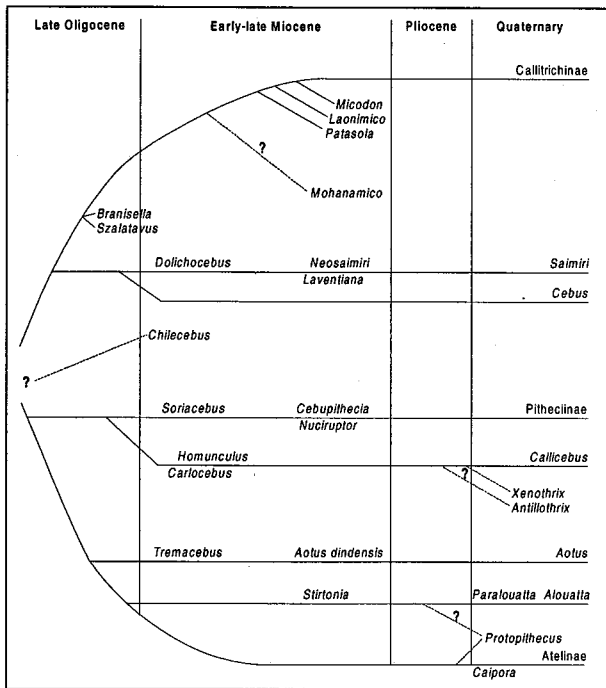 Late Oligocene Early-late Miocene Pliocene Quaternary
Callitrichinae
Micodon
Laonimico
Patasola
?
Mohanamico
Branisella
Szalatavus
Dolichocebus Neosaimiri Saimiri
Laventiana
Cebus
Chilecebus
?
Soriacebus Cebupithecia Pitheciinae
Nuciruptor
Homunculus Callicebus
Carlocebus
?
Xenothrix
Antillothrix
Tremacebus Aotus dindensis Aotus
Stirtonia Paralouatta Alouatta
?
Protopithecus
Atelinae
Caipora